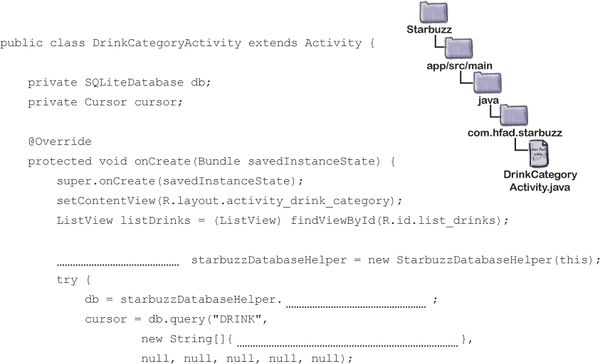 public class DrinkCategoryActivity extends Activity {
private SQLiteDatabase db;
private Cursor cursor;
@Override
protected void onCreate(Bundle savedInstanceState) {
super.onCreate(savedInstanceState);
setContentView(R.layout.activity_drink_category);
ListView listDrinks = (ListView) findViewById(R.id.list_drinks);
........................................ starbuzzDatabaseHelper = new StarbuzzDatabaseHelper(this);
try {
db = starbuzzDatabaseHelper. ........................................ ;
cursor = db.query("DRINK",
new String[]{ ........................................ },
null, null, null, null, null);
Starbuzz
app/src/main
java
com.hfad.starbuzz
DrinkCategory
Activity.java